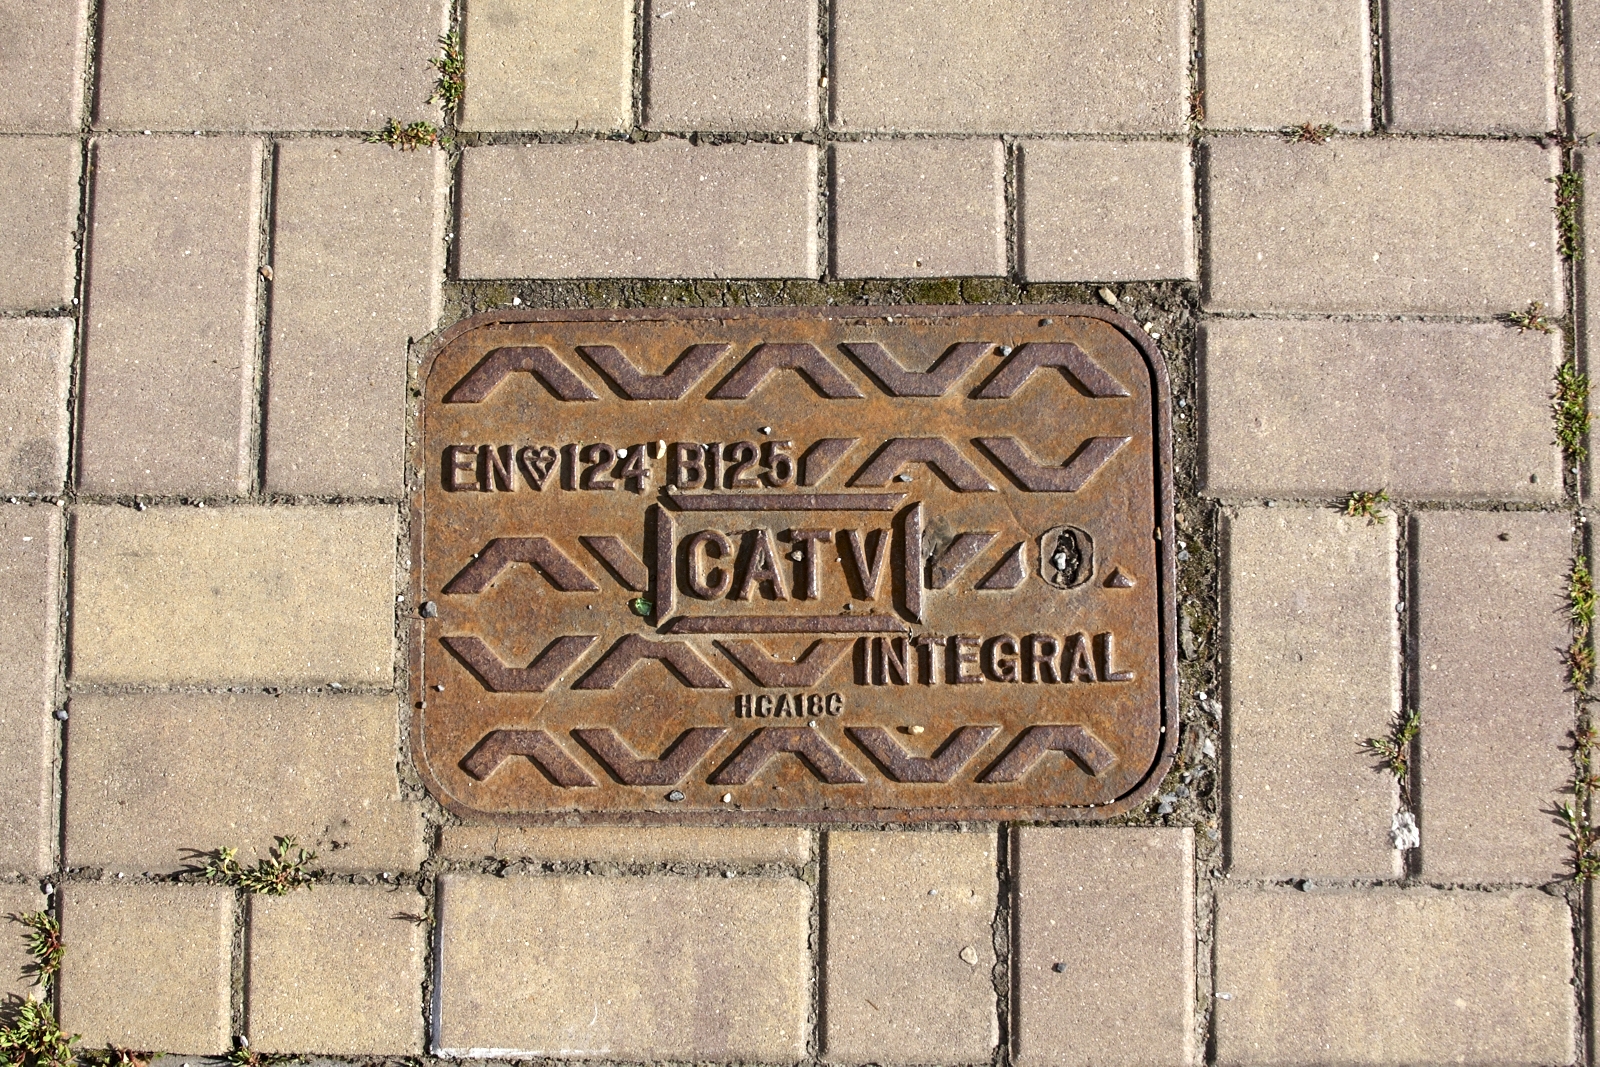 EN 124 B125
CATV
INTEGRAL
HCA18C